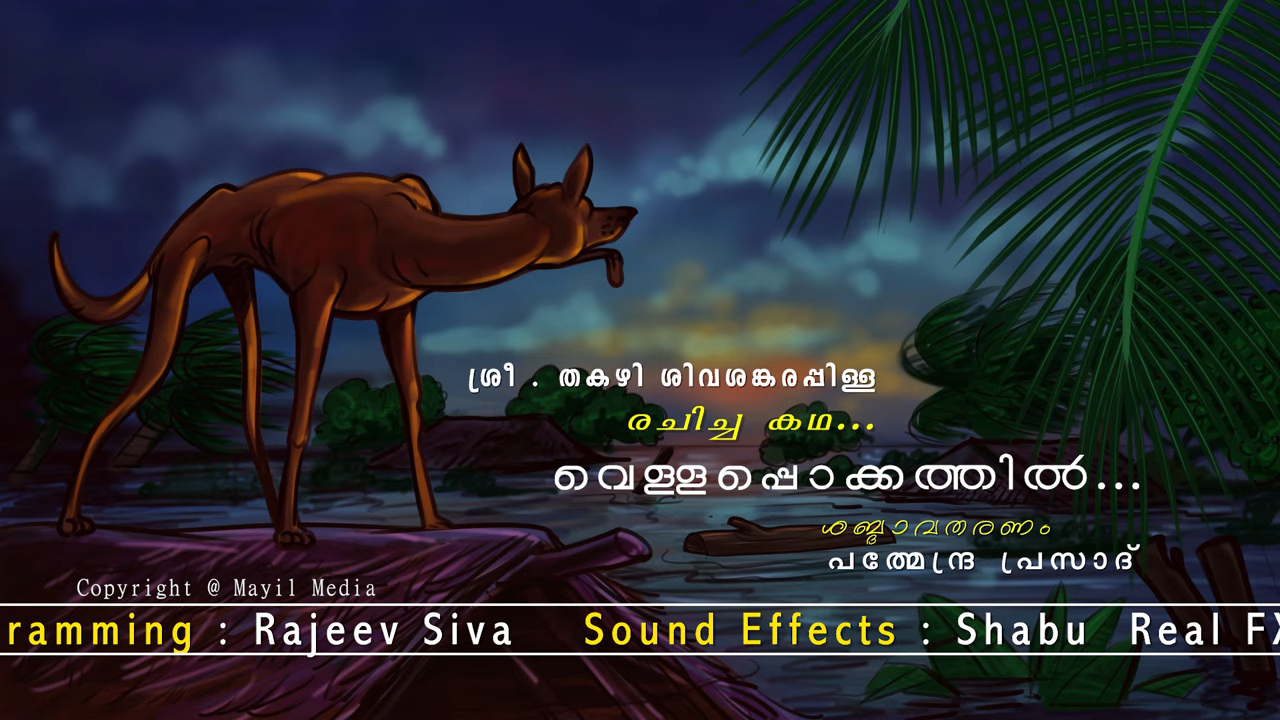 ശ്രീ . തകഴി ശിവശങ്കരപ്പിള്ള
രചിച്ച കഥ...
വെള്ളപ്പൊക്കത്തിൽ...
ശബ്ദാവതരണം
പത്മേന്ദ്ര പ്രസാദ്
Copyright @ Mayil Media
ramming : Rajeev Siva Sound Effects : Shabu Real FX